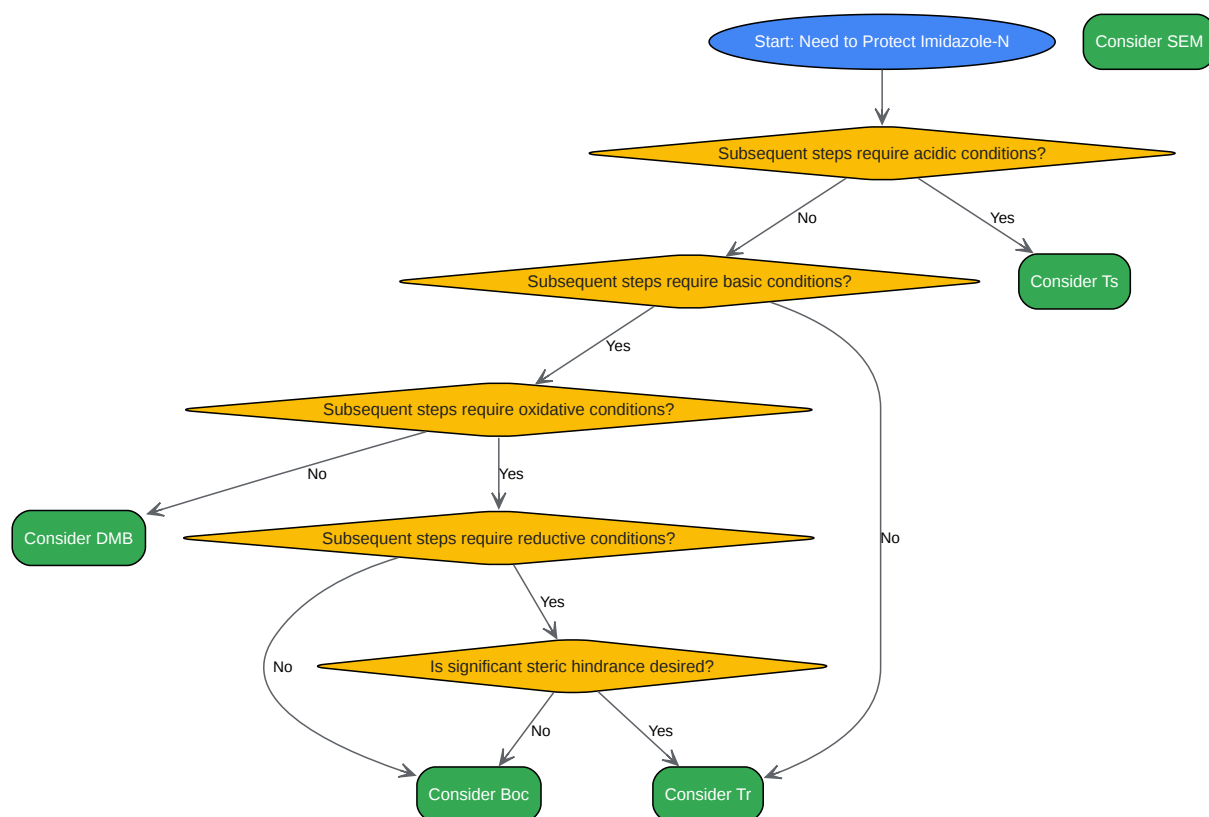 Start: Need to Protect Imidazole-N
Consider SEM
Subsequent steps require acidic conditions?
No
Yes
Subsequent steps require basic conditions?
Consider Ts
Yes
Subsequent steps require oxidative conditions?
No
Yes
Consider DMB
Subsequent steps require reductive conditions?
No
Yes
No
Is significant steric hindrance desired?
No
Yes
Consider Boc
Consider Tr